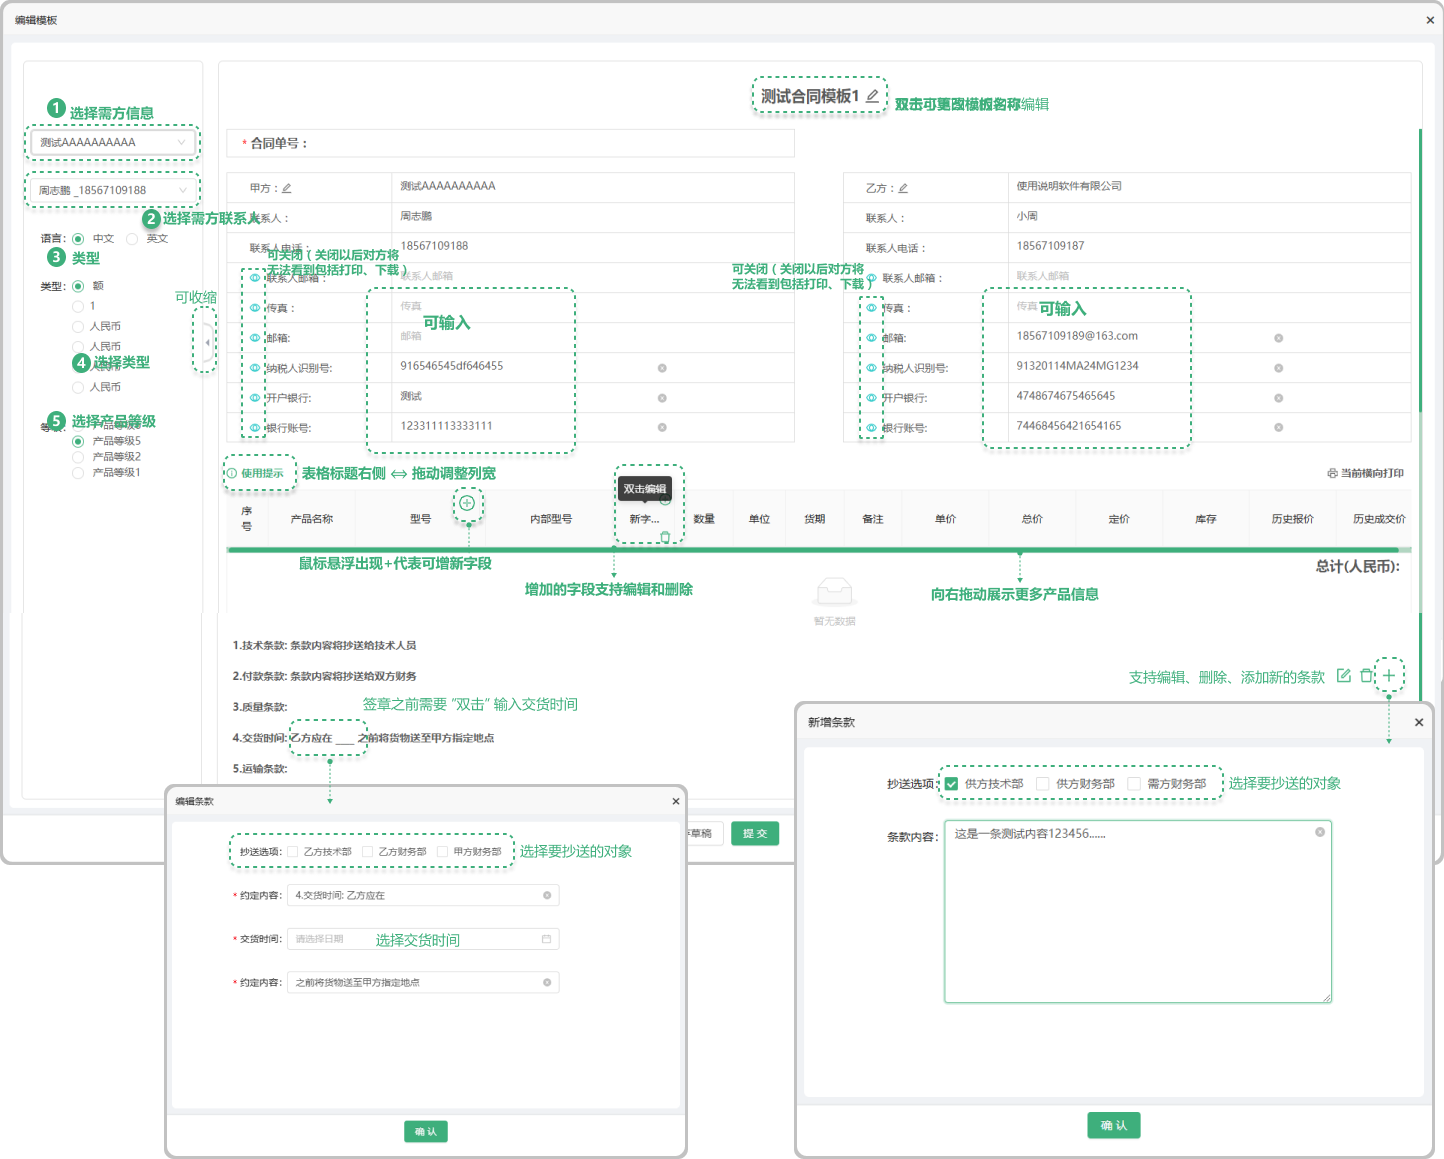 编辑模板
测试合同模板1
双击可更改模板名称编辑
1 选择需方信息
测试AAAAAAAAAA
周志鹏 _18567109188
2 选择需方联系人
语言: 中文 英文
3 类型
类型: 额
1
人民币
人民币
4 选择类型
人民币
5 选择产品等级
产品等级5
产品等级2
产品等级1
可收缩
* 合同单号：
甲方：
测试AAAAAAAAAA
联系人：
周志鹏
联系人电话：
18567109188
可关闭（关闭以后对方将
无法看到包括打印、下载）
联系人邮箱：
联系人邮箱
传真：
传真
可输入
邮箱:
邮箱
纳税人识别号:
916546545df646455
开户银行:
测试
银行账号:
123311113333111
乙方：
使用说明软件有限公司
联系人：
小周
联系人电话：
18567109187
可关闭（关闭以后对方将
无法看到包括打印、下载）
联系人邮箱：
联系人邮箱
传真：
传真
可输入
邮箱:
18567109189@163.com
纳税人识别号:
91320114MA24MG1234
开户银行:
4748674675465645
银行账号:
74468456421654165
使用提示
表格标题右侧 ⇔ 拖动调整列宽
当前横向打印
双击编辑
序号 产品名称 型号 内部型号 新字... 数量 单位 货期 备注 单价 总价 定价 库存 历史报价 历史成交价
鼠标悬浮出现+代表可增新字段
增加的字段支持编辑和删除
向右拖动展示更多产品信息
总计(人民币):
暂无数据
1.技术条款: 条款内容将抄送给技术人员
2.付款条款: 条款内容将抄送给双方财务
3.质量条款:
签章之前需要 “双击” 输入交货时间
4.交货时间: 乙方应在 ___ 之前将货物送至甲方指定地点
5.运输条款:
支持编辑、删除、添加新的条款
草稿
提 交
编辑条款
抄送选项: 乙方技术部 乙方财务部 甲方财务部
选择要抄送的对象
* 约定内容: 4.交货时间: 乙方应在
* 交货时间: 请选择日期 选择交货时间
* 约定内容: 之前将货物送至甲方指定地点
确 认
新增条款
抄送选项: 供方技术部 供方财务部 需方财务部
选择要抄送的对象
条款内容: 这是一条测试内容123456......
确 认